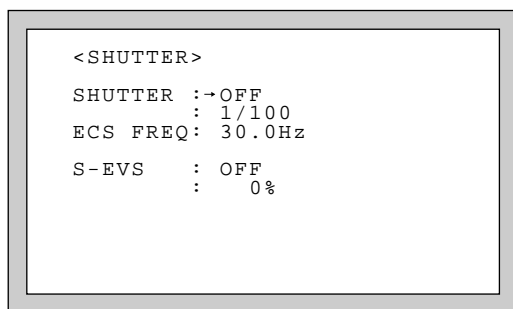 <SHUTTER>
SHUTTER :→OFF
: 1/100
ECS FREQ: 30.0Hz
S-EVS : OFF
: 0%